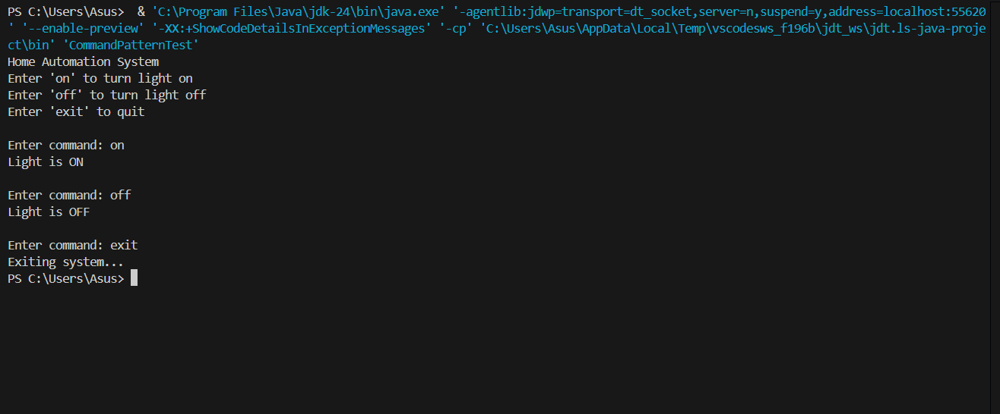 PS C:\Users\Asus>  & 'C:\Program Files\Java\jdk-24\bin\java.exe' '-agentlib:jdwp=transport=dt_socket,server=n,suspend=y,address=localhost:55620
' '--enable-preview' '-XX:+ShowCodeDetailsInExceptionMessages' '-cp' 'C:\Users\Asus\AppData\Local\Temp\vscodesws_f196b\jdt_ws\jdt.ls-java-proje
ct\bin' 'CommandPatternTest'
Home Automation System
Enter 'on' to turn light on
Enter 'off' to turn light off
Enter 'exit' to quit
Enter command: on
Light is ON
Enter command: off
Light is OFF
Enter command: exit
Exiting system...
PS C:\Users\Asus>